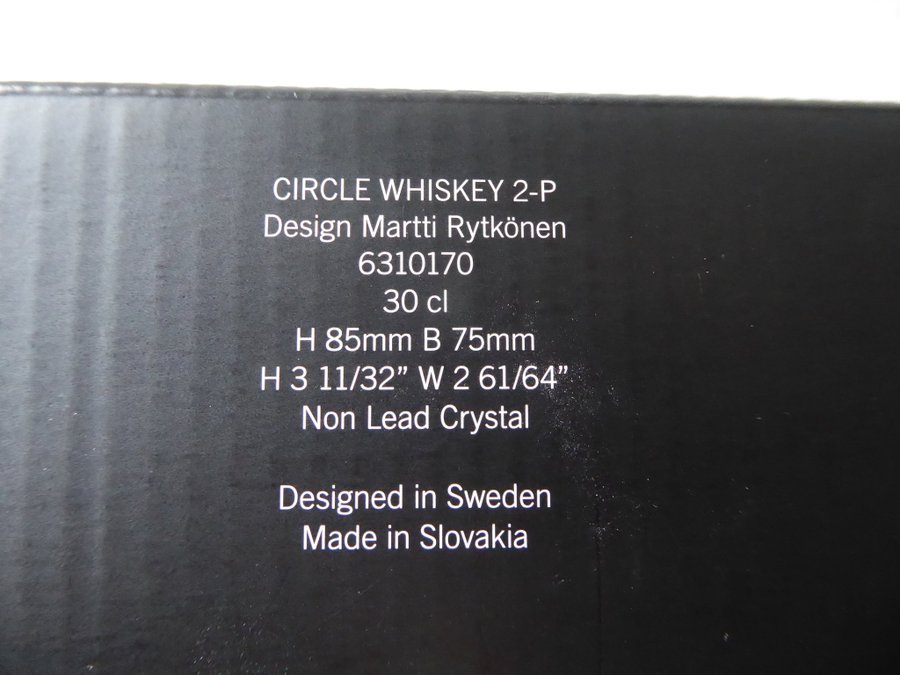 CIRCLE WHISKEY 2-P
Design Martti Rytkönen
6310170
30 cl
H 85mm B 75mm
H 3 11/32” W 2 61/64”
Non Lead Crystal
Designed in Sweden
Made in Slovakia